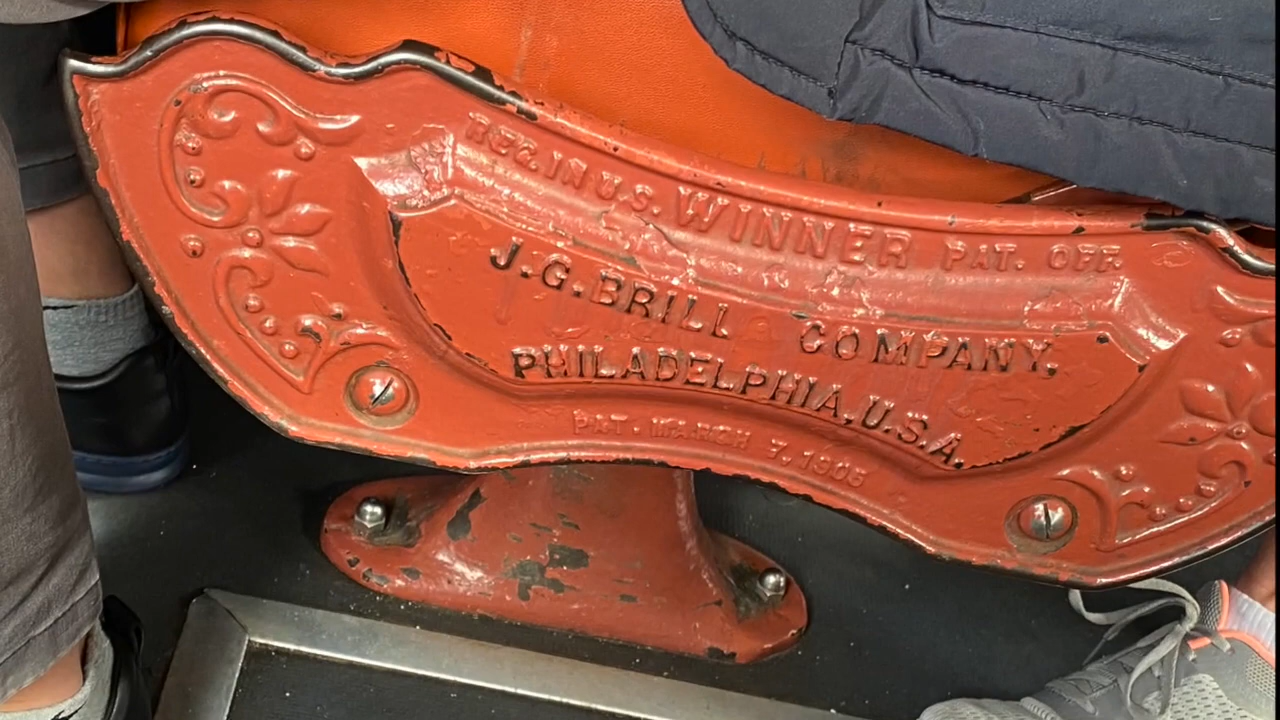 REG. IN U.S. WINNER PAT. OFF.
J.G. BRILL COMPANY.
PHILADELPHIA, U.S.A.
PAT. MARCH 7, 1905